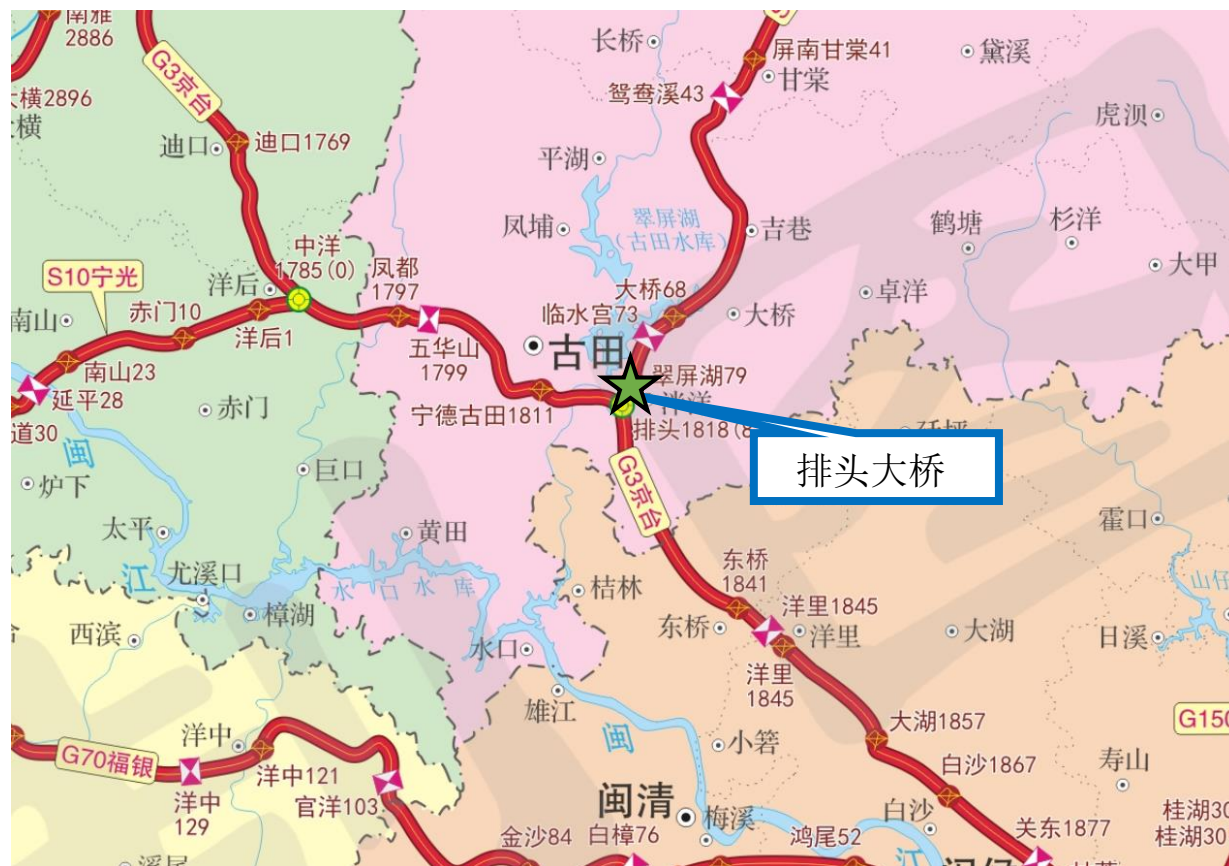 南雅
2886
长桥
屏南甘棠41
黛溪
G3京台
大横2896
横
鸳鸯溪43
甘棠
虎浿
迪口
迪口1769
平湖
凤埔
翠屏湖
(古田水库)
吉巷
鹤塘
杉洋
中洋
1785(0)
凤都
1797
S10宁光
洋后
大甲
大桥68
卓洋
南山
赤门10
洋后1
临水宫73
大桥
五华山
1799
古田
南山23
延平28
翠屏湖79
赤门
宁德古田1811
道30
排头1818(8
闽
排头大桥
G3京台
炉下
巨口
太平
黄田
霍口
尤溪口
江
水口水库
东桥
1841
桔林
山仔
樟湖
洋里1845
西滨
水口
东桥
洋里
大湖
日溪
洋里
1845
雄江
大湖1857
G150
洋中
闽
小箬
G70福银
洋中121
白沙1867
寿山
洋中
129
官洋103
闽清
梅溪
白沙
桂湖30
桂湖30
金沙84
白樟76
鸿尾52
关东1877
江